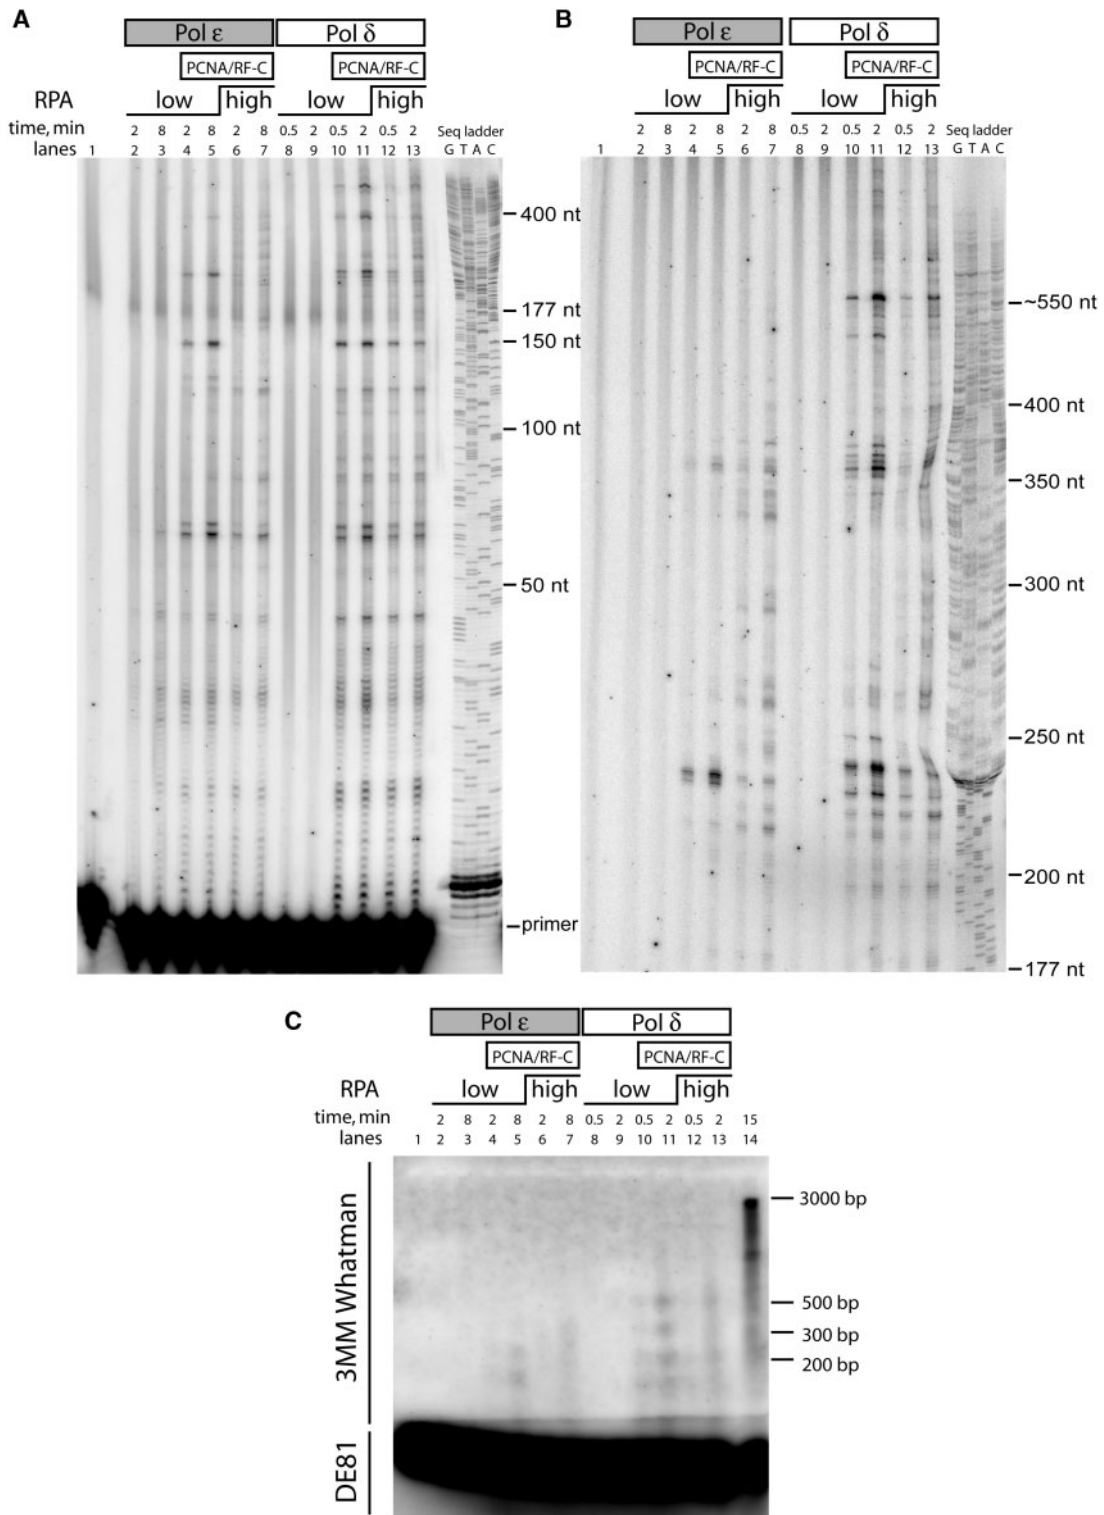 A
Pol ε Pol δ
PCNA/RF-C PCNA/RF-C
RPA low high low high
time, min 2 8 2 8 2 8 0.5 2 0.5 2 0.5 2 Seq ladder
lanes 1 2 3 4 5 6 7 8 9 10 11 12 13 G T A C
400 nt
177 nt
150 nt
100 nt
50 nt
primer
B
Pol ε Pol δ
PCNA/RF-C PCNA/RF-C
low high low high
2 8 2 8 2 8 0.5 2 0.5 2 0.5 2 Seq ladder
1 2 3 4 5 6 7 8 9 10 11 12 13 G T A C
~550 nt
400 nt
350 nt
300 nt
250 nt
200 nt
177 nt
C
Pol ε Pol δ
PCNA/RF-C PCNA/RF-C
RPA low high low high
time, min 2 8 2 8 2 8 0.5 2 0.5 2 0.5 2 15
lanes 1 2 3 4 5 6 7 8 9 10 11 12 13 14
3MM Whatman
DE81
3000 bp
500 bp
300 bp
200 bp